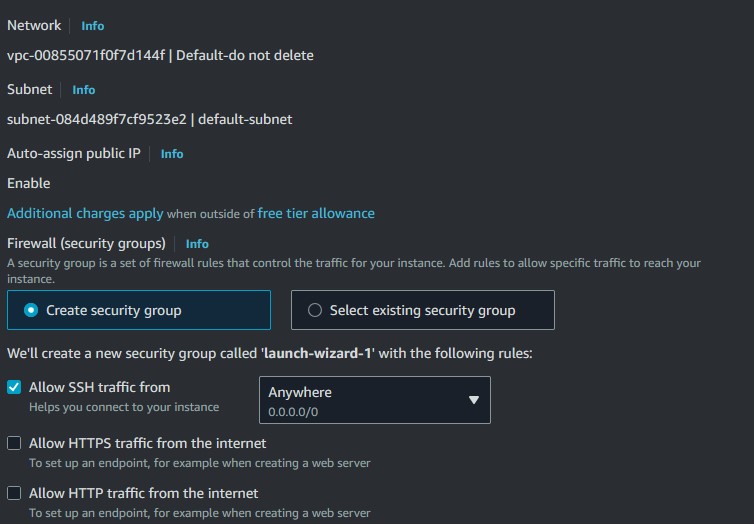 Network | Info
vpc-00855071f0f7d144f | Default-do not delete
Subnet | Info
subnet-084d489f7cf9523e2 | default-subnet
Auto-assign public IP | Info
Enable
Additional charges apply when outside of free tier allowance
Firewall (security groups) | Info
A security group is a set of firewall rules that control the traffic for your instance. Add rules to allow specific traffic to reach your
instance.
Create security group
Select existing security group
We'll create a new security group called 'launch-wizard-1' with the following rules:
Allow SSH traffic from
Helps you connect to your instance
Anywhere
0.0.0.0/0
Allow HTTPS traffic from the internet
To set up an endpoint, for example when creating a web server
Allow HTTP traffic from the internet
To set up an endpoint, for example when creating a web server